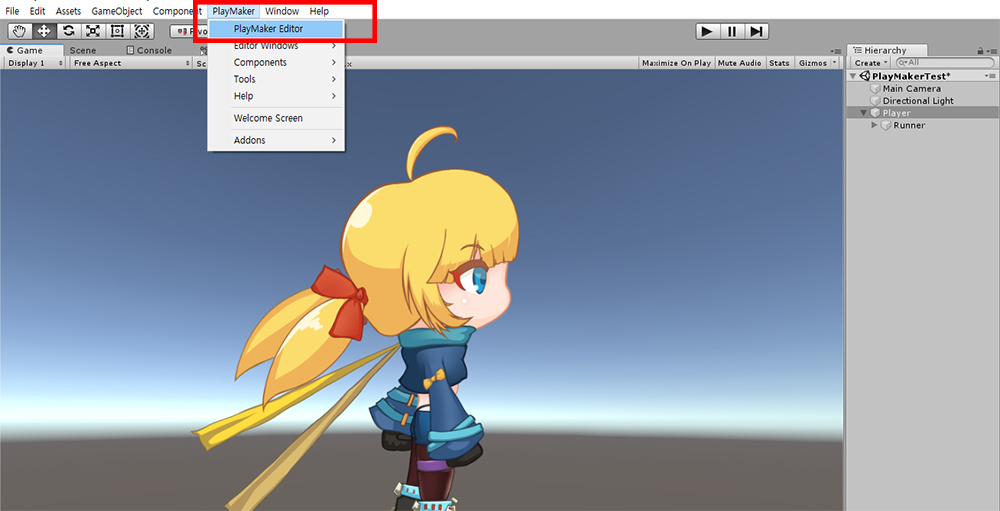 File Edit Assets GameObject Component PlayMaker Window Help
PlayMaker Editor
Editor Windows
Components
Tools
Help
Welcome Screen
Addons
Game Scene Console
Display 1 Free Aspect Maximize On Play Mute Audio Stats Gizmos
Hierarchy
Create All
PlayMakerTest*
Main Camera
Directional Light
Player
Runner